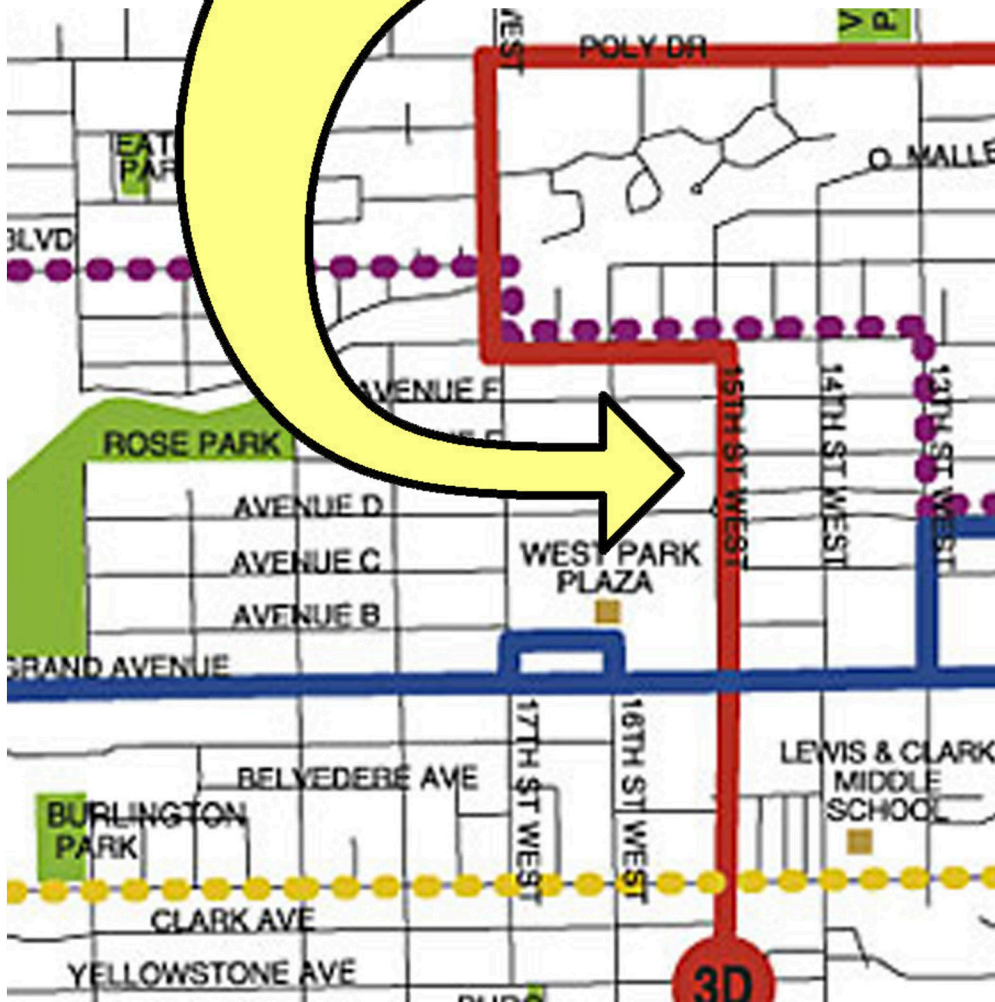 POLY DR
O MALLE
BLVD
AVENUE F
ROSE PARK
15TH ST WEST
14TH ST WEST
13TH ST WEST
AVENUE D
WEST PARK
PLAZA
AVENUE C
AVENUE B
GRAND AVENUE
17TH ST WEST
16TH ST WEST
LEWIS & CLARK
MIDDLE
SCHOOL
BELVEDERE AVE
BURLINGTON
PARK
CLARK AVE
YELLOWSTONE AVE
3D